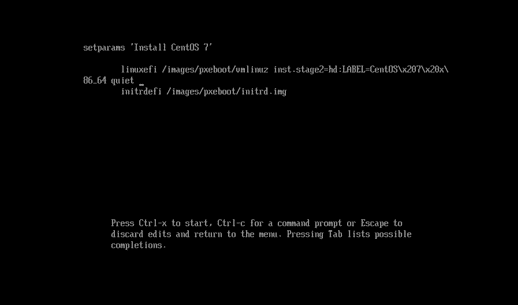 setparams 'Install CentOS 7'
linuxefi /images/pxeboot/vmlinuz inst.stage2=hd:LABEL=CentOS\x207\x20x\
86_64 quiet _
initrdefi /images/pxeboot/initrd.img
Press Ctrl-x to start, Ctrl-c for a command prompt or Escape to
discard edits and return to the menu. Pressing Tab lists possible
completions.